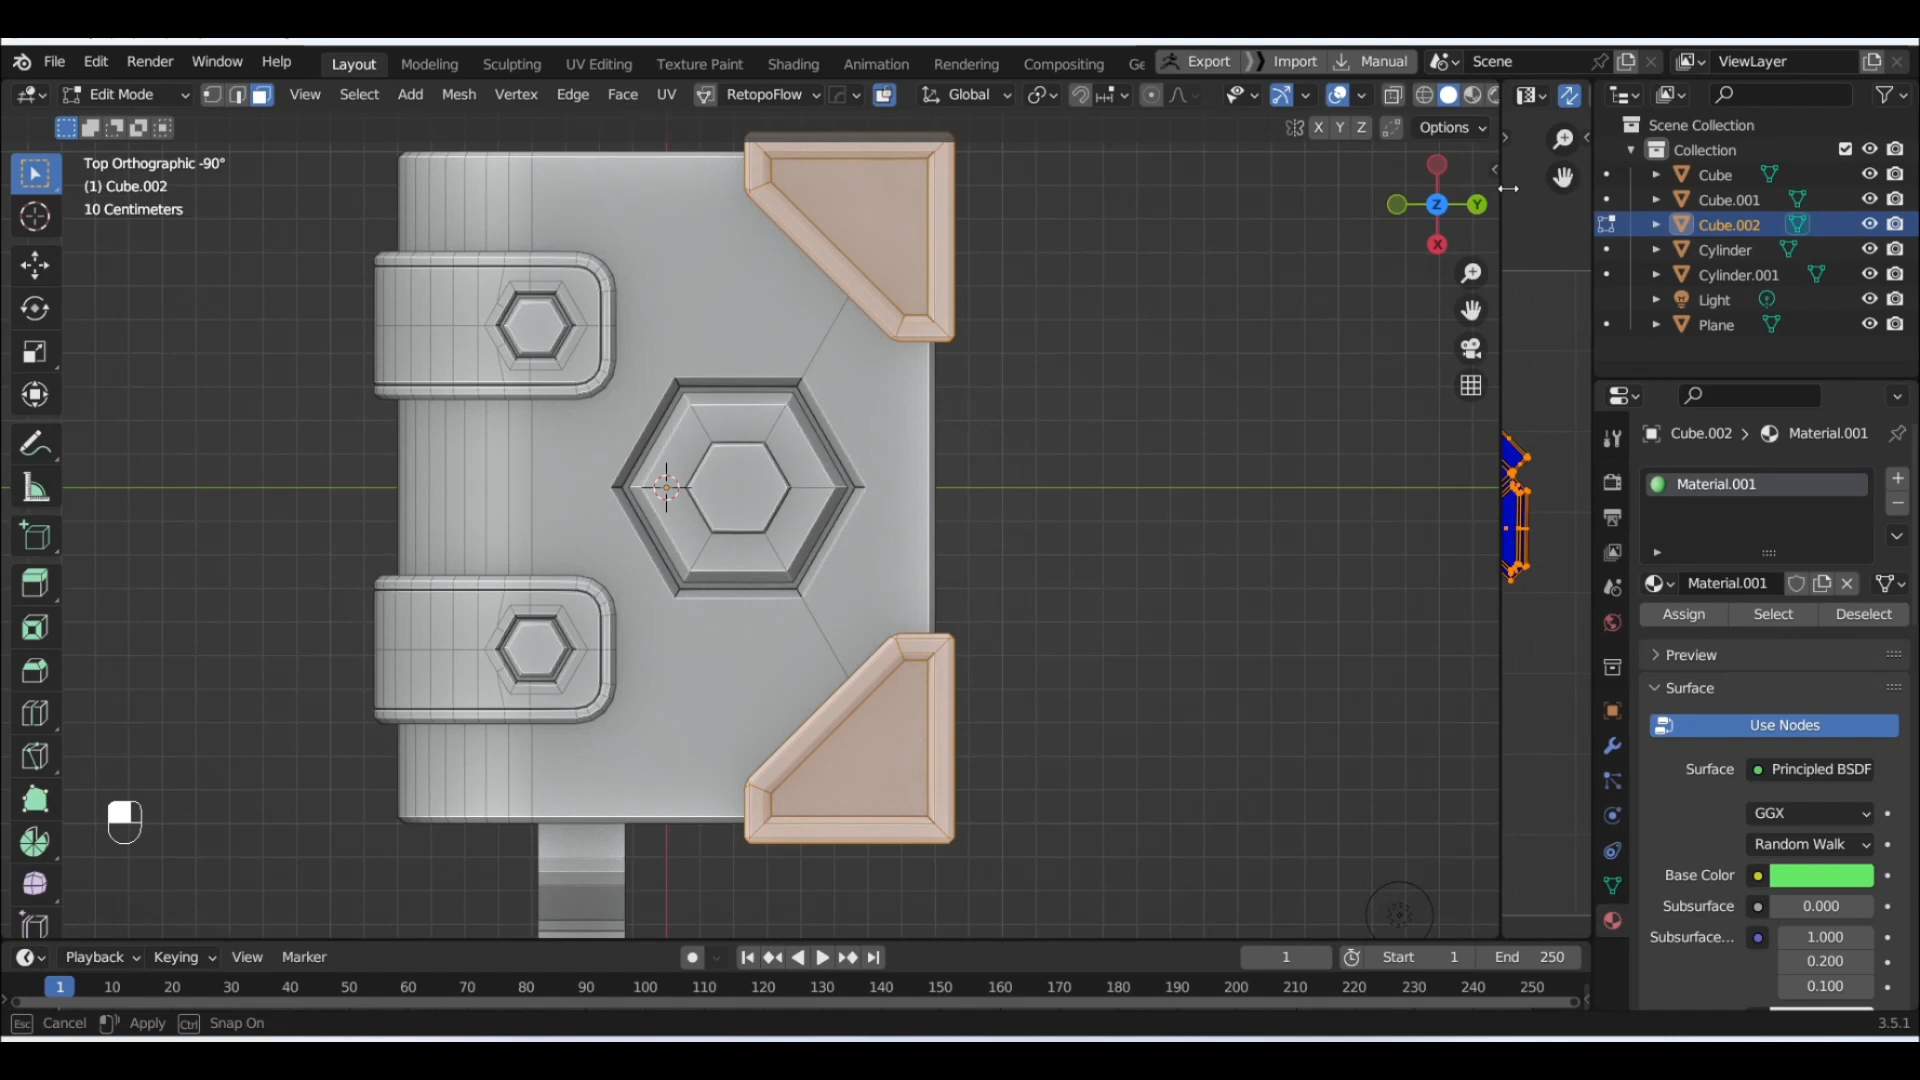 File Edit Render Window Help Layout Modeling Sculpting UV Editing Texture Paint Shading Animation Rendering Compositing Ge Export Import Manual Scene ViewLayer
Edit Mode View Select Add Mesh Vertex Edge Face UV RetopoFlow Global
X Y Z Options
Top Orthographic -90°
(1) Cube.002
10 Centimeters
Z Y
X
Scene Collection
Collection
Cube
Cube.001
Cube.002
Cylinder
Cylinder.001
Light
Plane
Cube.002 > Material.001
Material.001
Material.001
Assign Select Deselect
Preview
Surface
Use Nodes
Surface Principled BSDF
GGX
Random Walk
Base Color
Subsurface 0.000
Subsurface... 1.000
0.200
0.100
Playback Keying View Marker 1 Start 1 End 250
1 10 20 30 40 50 60 70 80 90 100 110 120 130 140 150 160 170 180 190 200 210 220 230 240 250
Esc Cancel Apply Ctrl Snap On 3.5.1